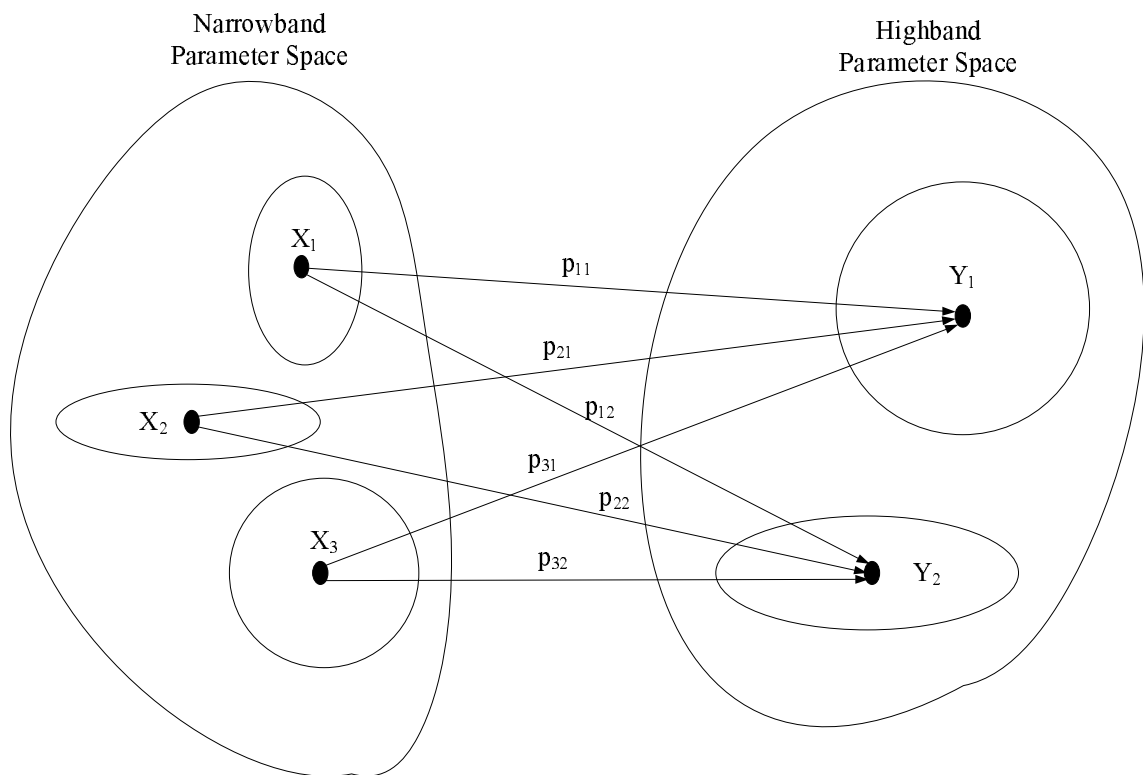 Narrowband
Parameter Space
Highband
Parameter Space
X1
p11
Y1
p21
X2
p12
p31
p22
X3
p32
Y2